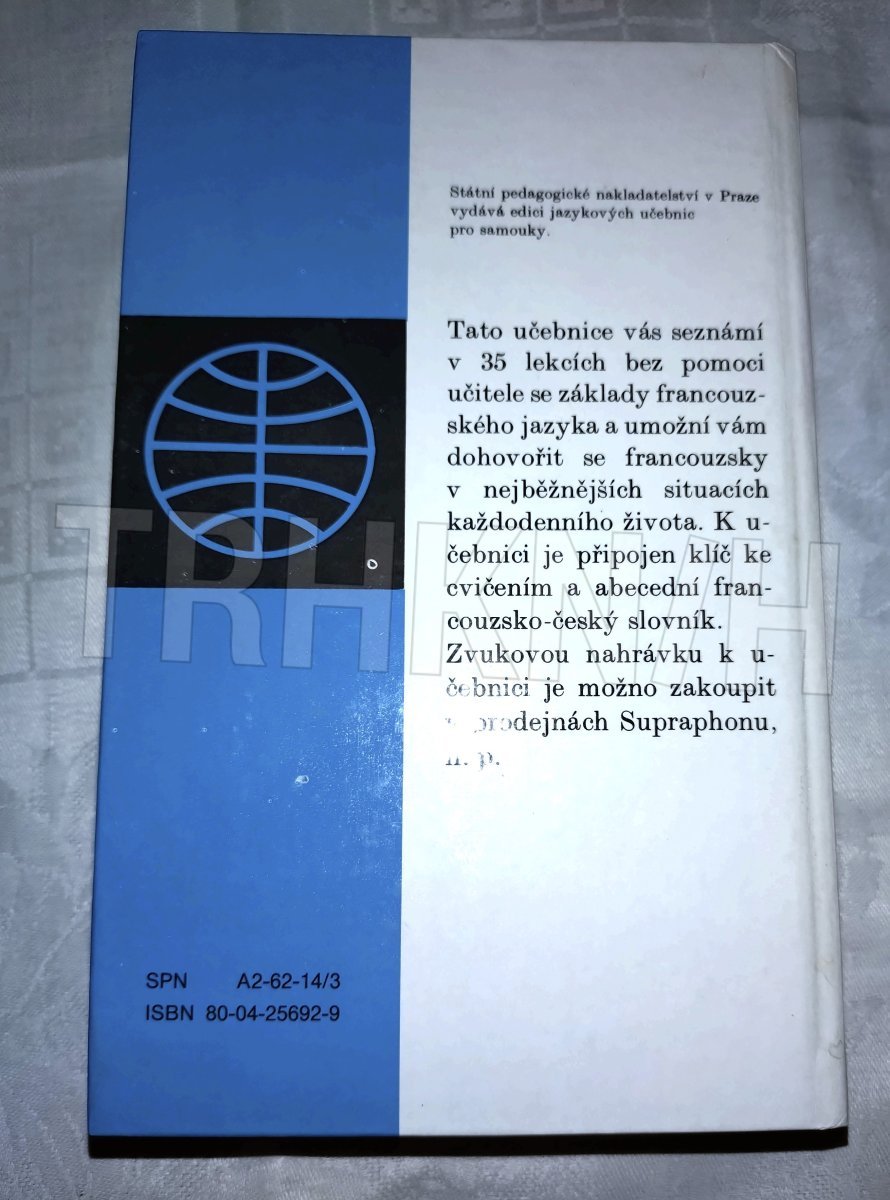 Státní pedagogické nakladatelství v Praze
vydává edici jazykových učebnic
pro samouky.
Tato učebnice vás seznámí
v 35 lekcích bez pomoci
učitele se základy francouz-
ského jazyka a umožní vám
dohovořit se francouzsky
v nejběžnějších situacích
každodenního života. K u-
čebnici je připojen klíč ke
cvičením a abecední fran-
couzsko-český slovník.
Zvukovou nahrávku k u-
čebnici je možno zakoupit
v prodejnách Supraphonu,
n. p.
TRHKNIH
SPN A2-62-14/3
ISBN 80-04-25692-9